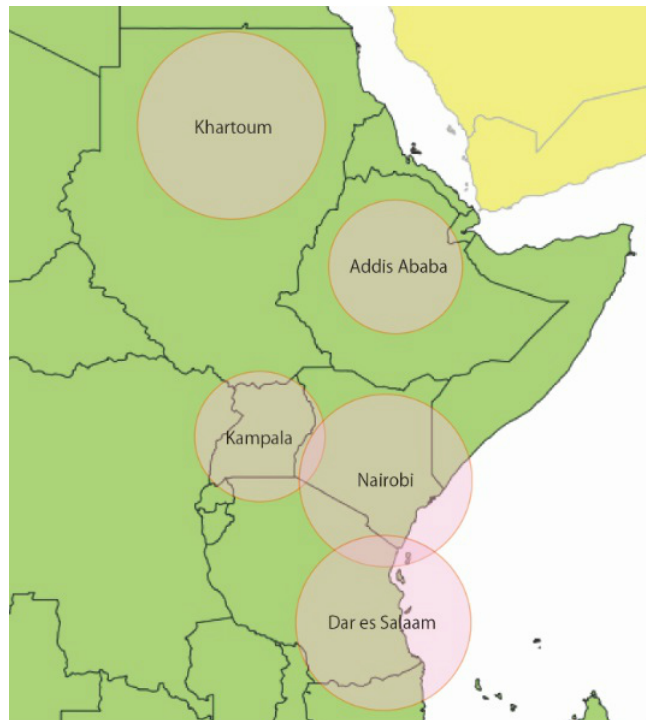 Khartoum
Addis Ababa
Kampala
Nairobi
Dar es Salaam